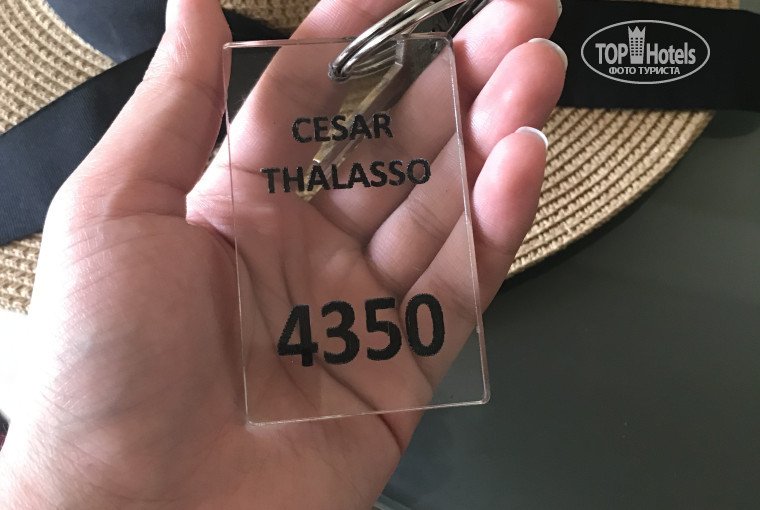 TOP Hotels
ФОТО ТУРИСТА
CESAR
THALASSO
4350